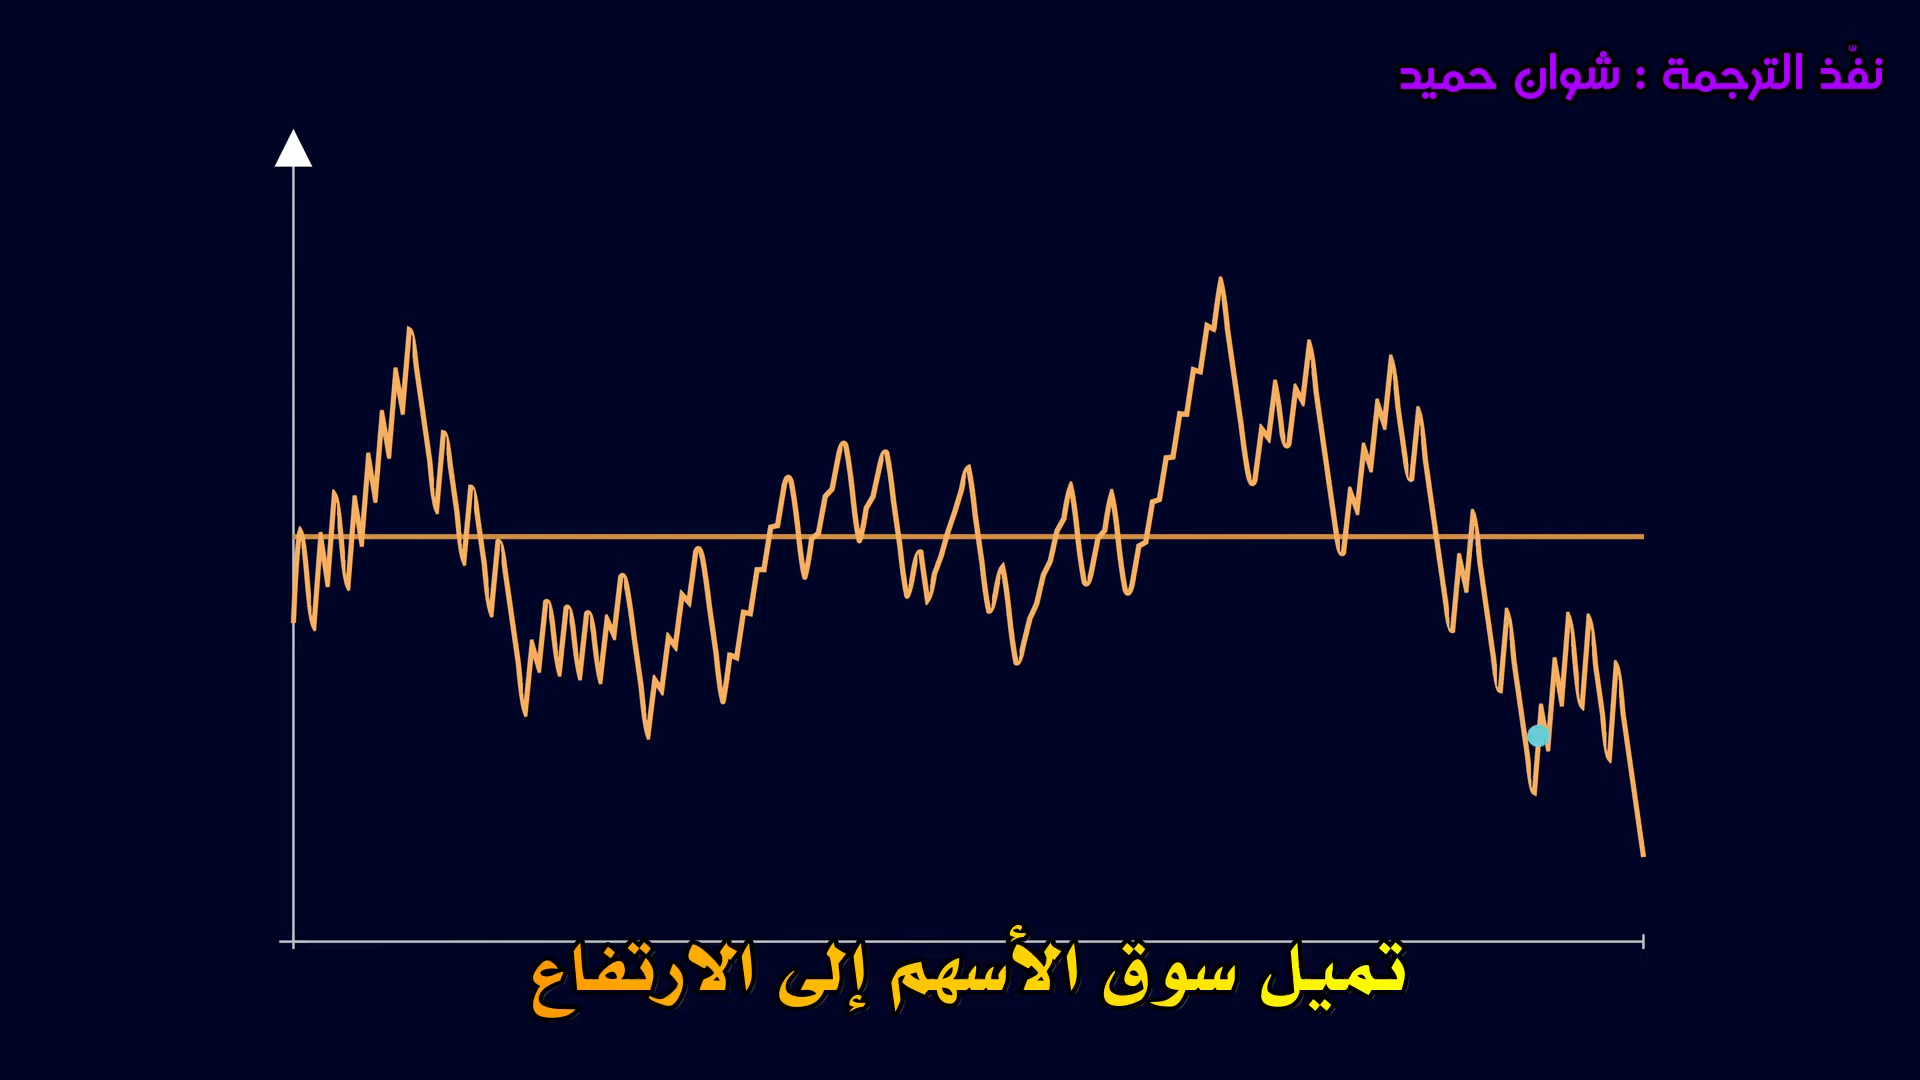 نفّذ الترجمة : شوان حميد
تميل سوق الأسهم إلى الارتفاع